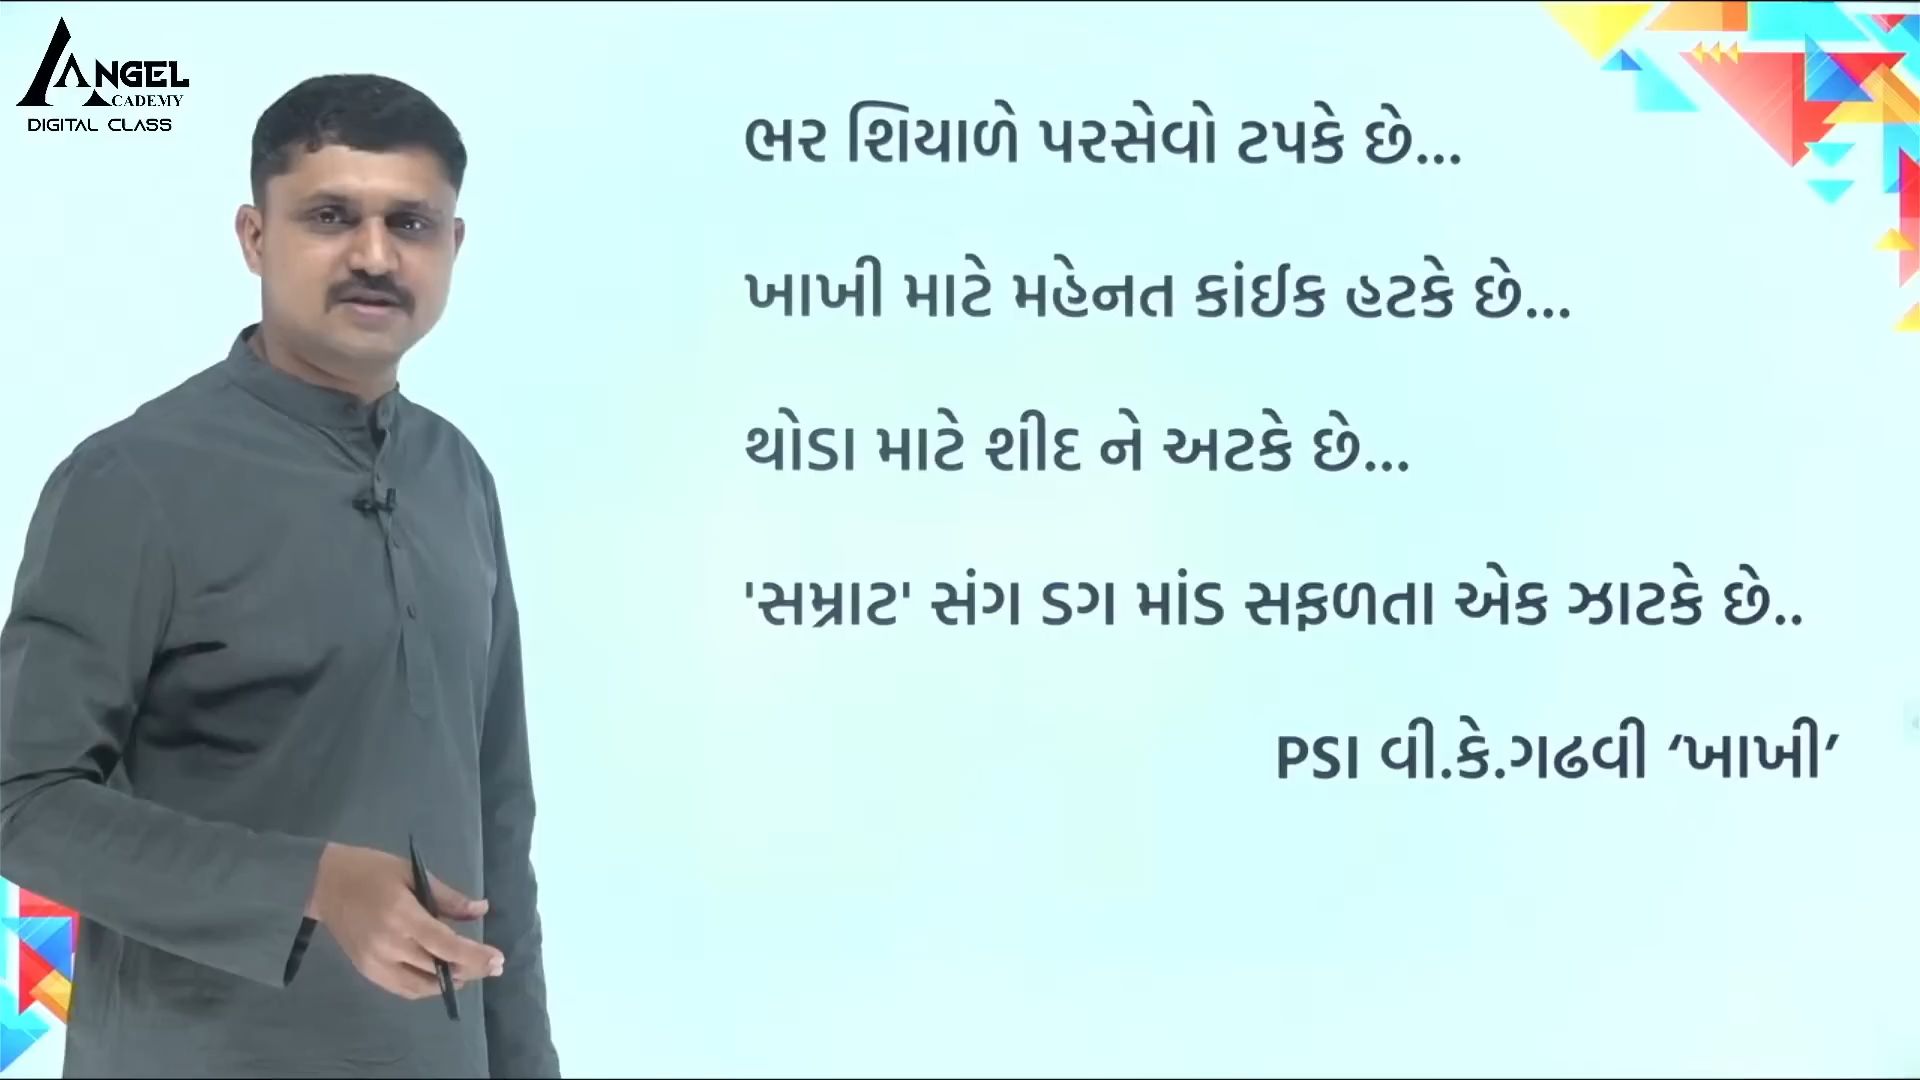 ANGEL
ACADEMY
DIGITAL CLASS
ભર શિયાળે પરસેવો ટપકે છે...
ખાખી માટે મહેનત કાંઈક હટકે છે...
થોડા માટે શીદ ને અટકે છે...
'સમ્રાટ' સંગ ડગ માંડ સફળતા એક ઝાટકે છે..
PSI વી.કે.ગઢવી ‘ખાખી’